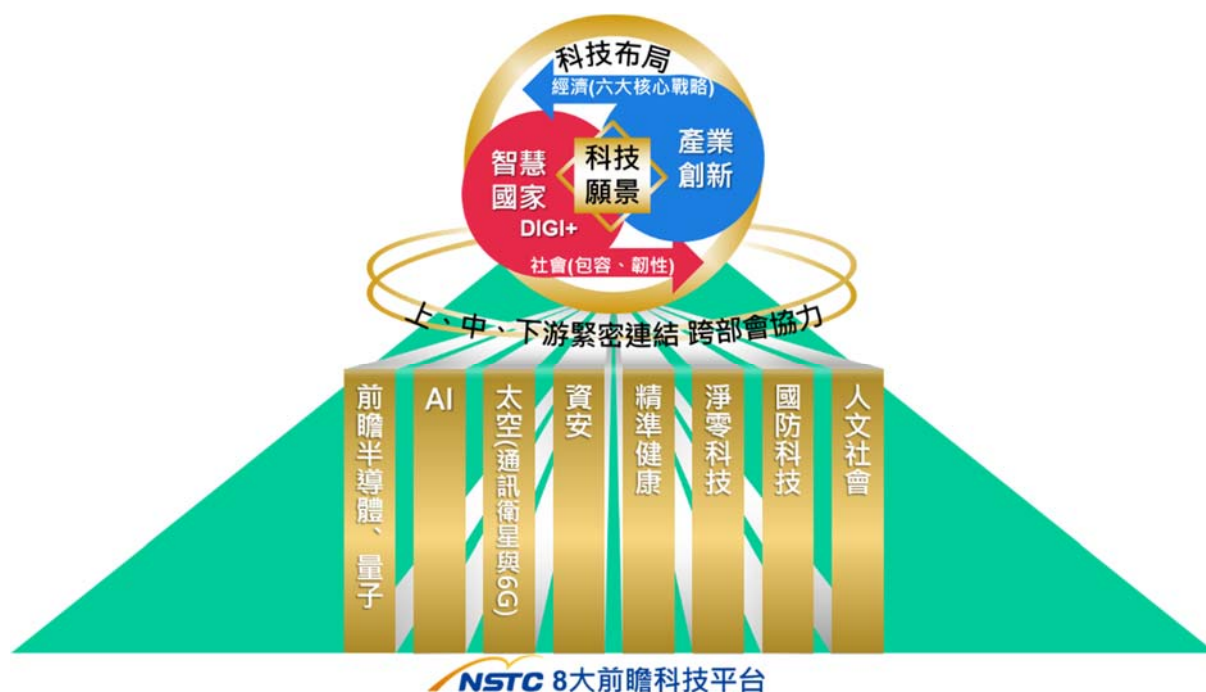 科技布局
經濟(六大核心戰略)
產業
創新
科技
願景
智慧
國家
DIGI+
社會(包容、韌性)
上、中、下游緊密連結 跨部會協力
前瞻半導體、量子
AI
太空(通訊衛星與6G)
資安
精準健康
淨零科技
國防科技
人文社會
NSTC 8大前瞻科技平台